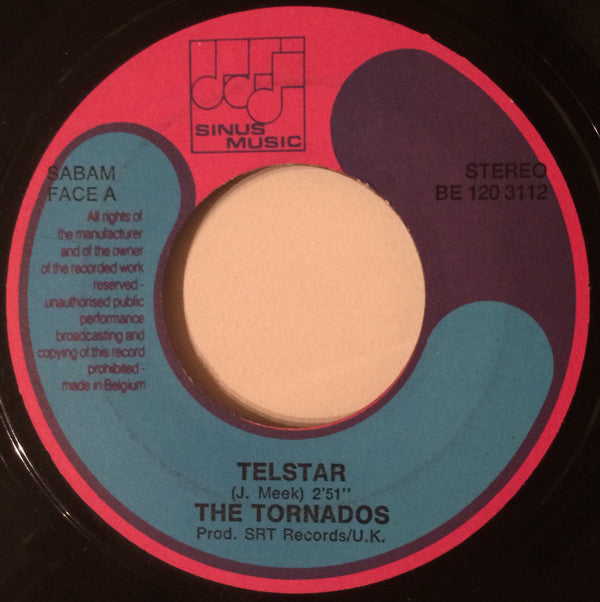 SINUS
MUSIC
SABAM
FACE A
STEREO
BE 120 3112
All rights of
the manufacturer
and of the owner
of the recorded work
reserved -
unauthorised public
performance
broadcasting and
copying of this record
prohibited -
made in Belgium
TELSTAR
(J. Meek) 2'51''
THE TORNADOS
Prod. SRT Records/U.K.